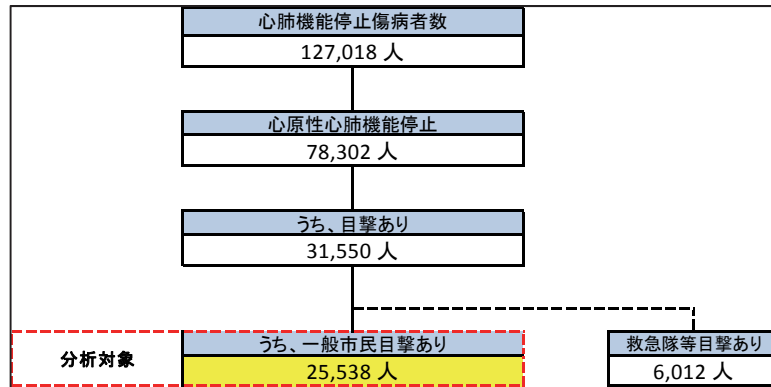 心肺機能停止傷病者数
127,018 人
心原性心肺機能停止
78,302 人
うち、目撃あり
31,550 人
分析対象
うち、一般市民目撃あり
25,538 人
救急隊等目撃あり
6,012 人